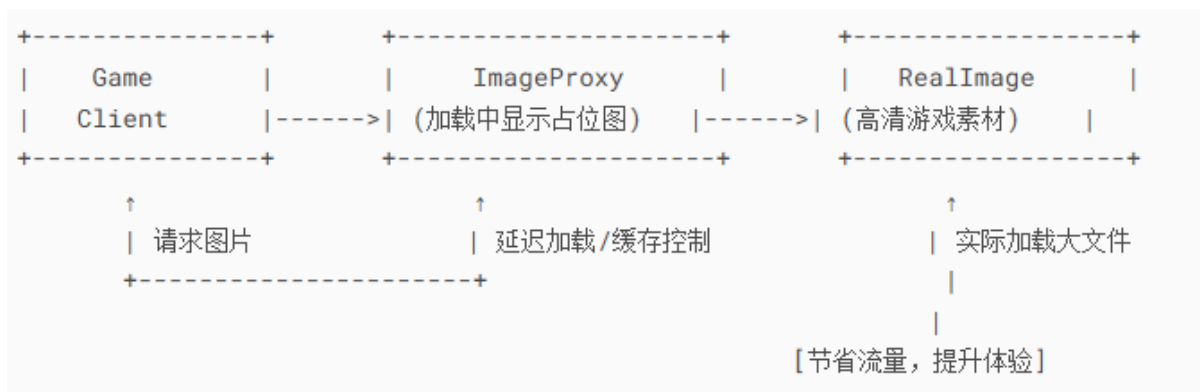 +---------------+       +---------------------+       +------------------+
|    Game       |       |     ImageProxy      |       |   RealImage      |
|   Client      |------>| (加载中显示占位图)   |------>| (高清游戏素材)    |
+---------------+       +---------------------+       +------------------+
       ↑                       ↑                              ↑
       | 请求图片               | 延迟加载/缓存控制              | 实际加载大文件
       +----------------------+                               |
                                                             |
                                                    [节省流量，提升体验]